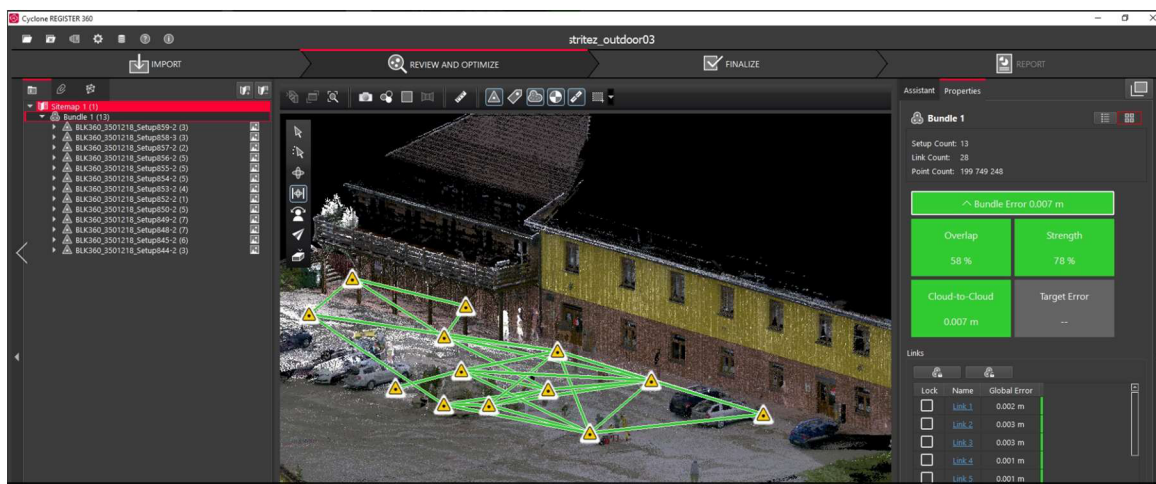 Cyclone REGISTER 360
stritez_outdoor03
IMPORT
REVIEW AND OPTIMIZE
FINALIZE
REPORT
Sitemap 1 (1)
Bundle 1 (13)
BLK360_3501218_Setup859-2 (3)
BLK360_3501218_Setup858-3 (3)
BLK360_3501218_Setup857-2 (2)
BLK360_3501218_Setup856-2 (5)
BLK360_3501218_Setup855-2 (5)
BLK360_3501218_Setup854-2 (5)
BLK360_3501218_Setup853-2 (4)
BLK360_3501218_Setup852-2 (1)
BLK360_3501218_Setup850-2 (5)
BLK360_3501218_Setup849-2 (7)
BLK360_3501218_Setup848-2 (7)
BLK360_3501218_Setup845-2 (6)
BLK360_3501218_Setup844-2 (3)
Assistant Properties
Bundle 1
Setup Count: 13
Link Count: 28
Point Count: 199 749 248
Bundle Error 0.007 m
Overlap
58 %
Strength
78 %
Cloud-to-Cloud
0.007 m
Target Error
--
Links
Lock Name Global Error
Link 1 0.002 m
Link 2 0.003 m
Link 3 0.003 m
Link 4 0.001 m
Link 5 0.001 m